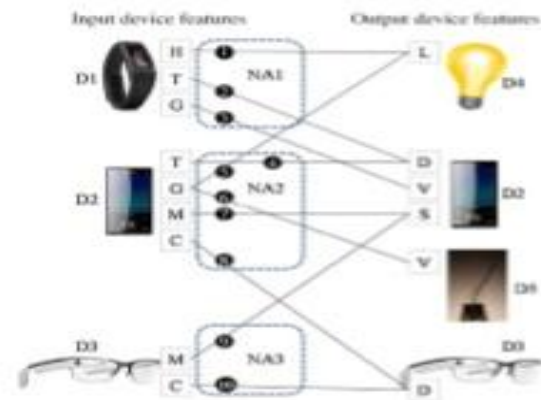 Input device features Output device features
H 1 NA1 L
D1 T 2 D4
G 3
T 4 D
5 NA2
G 6 V
D2 M 7 S D2
C 8 V
D5
D3 9 D3
M NA3
C 10 D